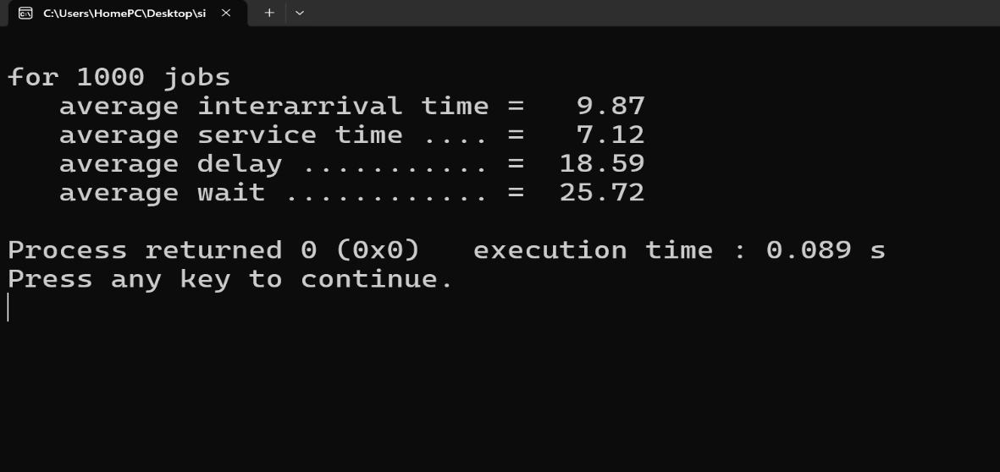 C:\Users\HomePC\Desktop\si
for 1000 jobs
   average interarrival time =   9.87
   average service time .... =   7.12
   average delay ........... =  18.59
   average wait ............ =  25.72
Process returned 0 (0x0)   execution time : 0.089 s
Press any key to continue.